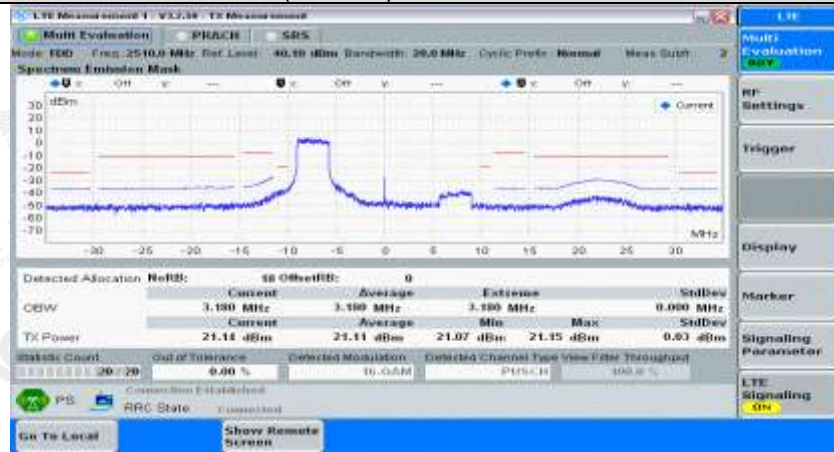 LTE Measurement 1 - V3.2.50 - TX Measurement
LTE
Multi Evaluation PRACH SRS
Multi Evaluation
RDY
Mode: FDD Freq.: 2510.0 MHz Ref. Level: 40.10 dBm Bandwidth: 20.0 MHz Cyclic Prefix: Normal Meas Subfr.: 2
Spectrum Emission Mask
x: Off y: --- x: Off y: --- x: Off y: ---
dBm
Current
30
20
10
0
-10
-20
-30
-40
-50
-60
-70
MHz
-30 -25 -20 -15 -10 -5 0 5 10 15 20 25 30
RF Settings
Trigger
Display
Marker
Signaling Parameter
LTE Signaling
ON
Detected Allocation NoRB: 18 OffsetRB: 0
Current Average Extreme StdDev
OBW 3.180 MHz 3.180 MHz 3.180 MHz 0.000 MHz
Current Average Min Max StdDev
TX Power 21.14 dBm 21.11 dBm 21.07 dBm 21.15 dBm 0.03 dBm
Statistic Count Out of Tolerance Detected Modulation Detected Channel Type View Filter Throughput
20 / 20 0.00 % 16-QAM PUSCH 100.0 %
PS
Connection Established
RRC State Connected
Go To Local
Show Remote Screen